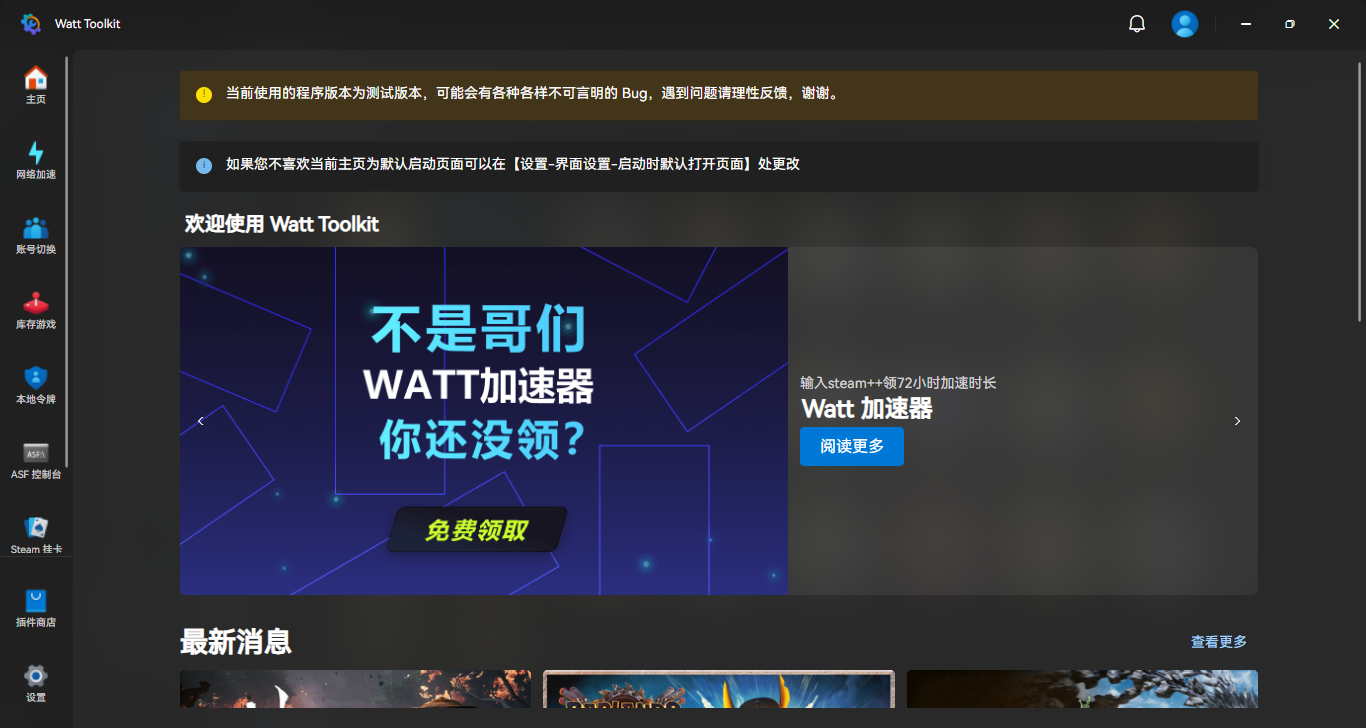 Watt Toolkit
主页
网络加速
账号切换
库存游戏
本地令牌
ASF 控制台
Steam 挂卡
插件商店
设置
当前使用的程序版本为测试版本，可能会有各种各样不可言明的 Bug，遇到问题请理性反馈，谢谢。
如果您不喜欢当前主页为默认启动页面可以在【设置-界面设置-启动时默认打开页面】处更改
欢迎使用 Watt Toolkit
不是哥们
WATT加速器
你还没领？
免费领取
输入steam++领72小时加速时长
Watt 加速器
阅读更多
最新消息
查看更多